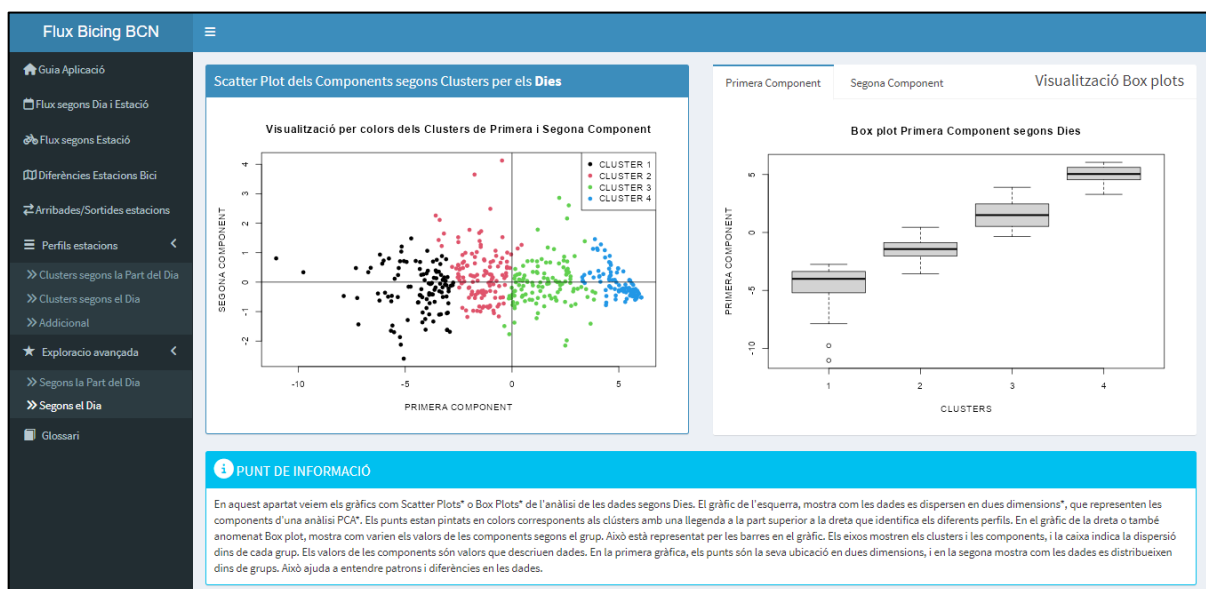 Flux Bicing BCN
Guia Aplicació
Flux segons Dia i Estació
Flux segons Estació
Diferències Estacions Bici
Arribades/Sortides estacions
Perfils estacions
Clusters segons la Part del Dia
Clusters segons el Dia
Addicional
Exploracio avançada
Segons la Part del Dia
Segons el Dia
Glossari
Scatter Plot dels Components segons Clusters per els Dies
Visualització per colors dels Clusters de Primera i Segona Component
CLUSTER 1
CLUSTER 2
CLUSTER 3
CLUSTER 4
SEGONA COMPONENT
4
3
2
1
0
-1
-2
-10 -5 0 5
PRIMERA COMPONENT
Primera Component Segona Component Visualització Box plots
Box plot Primera Component segons Dies
PRIMERA COMPONENT
5
0
-5
-10
1 2 3 4
CLUSTERS
i PUNT DE INFORMACIÓ
En aquest apartat veiem els gràfics com Scatter Plots* o Box Plots* de l'anàlisi de les dades segons Dies. El gràfic de l'esquerra, mostra com les dades es dispersen en dues dimensions*, que representen les
components d'una anàlisi PCA*. Els punts estan pintats en colors corresponents als clústers amb una llegenda a la part superior a la dreta que identifica els diferents perfils. En el gràfic de la dreta o també
anomenat Box plot, mostra com varien els valors de les components segons el grup. Això està representat per les barres en el gràfic. Els eixos mostren els clusters i les components, i la caixa indica la dispersió
dins de cada grup. Els valors de les components són valors que descriuen dades. En la primera gràfica, els punts són la seva ubicació en dues dimensions, i en la segona mostra com les dades es distribueixen
dins de grups. Això ajuda a entendre patrons i diferències en les dades.